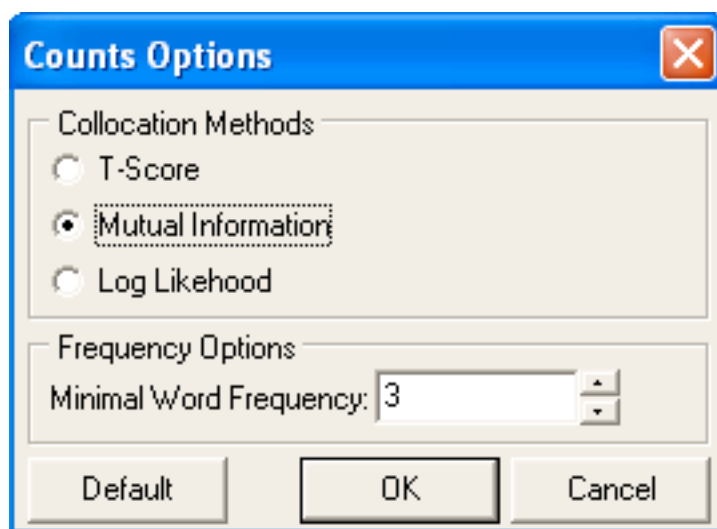 Counts Options
Collocation Methods
T-Score
Mutual Information
Log Likehood
Frequency Options
Minimal Word Frequency: 3
Default OK Cancel